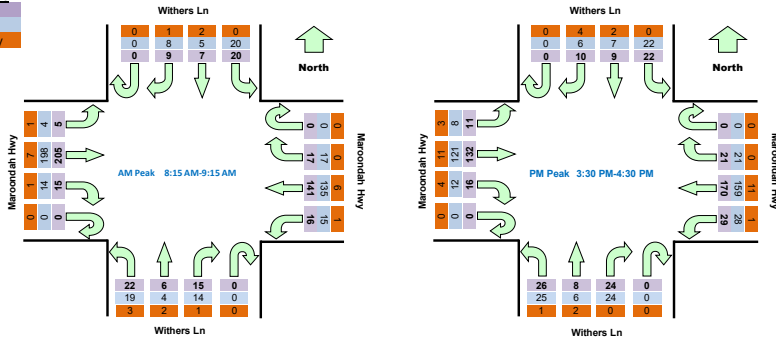 y
Withers Ln
0 1 2 0
0 8 5 20
0 9 7 20
North
Maroondah Hwy
1 4 5
7 198 205
1 14 15
0 0 0
AM Peak 8:15 AM-9:15 AM
0 0 0
17 17 0
141 135 6
16 15 1
Maroondah Hwy
22 6 15 0
19 4 14 0
3 2 1 0
Withers Ln
Withers Ln
0 4 2 0
0 6 7 22
0 10 9 22
North
Maroondah Hwy
3 8 11
11 121 132
4 12 16
0 0 0
PM Peak 3:30 PM-4:30 PM
0 0 0
21 21 0
170 159 11
29 28 1
Maroondah Hwy
26 8 24 0
25 6 24 0
1 2 0 0
Withers Ln